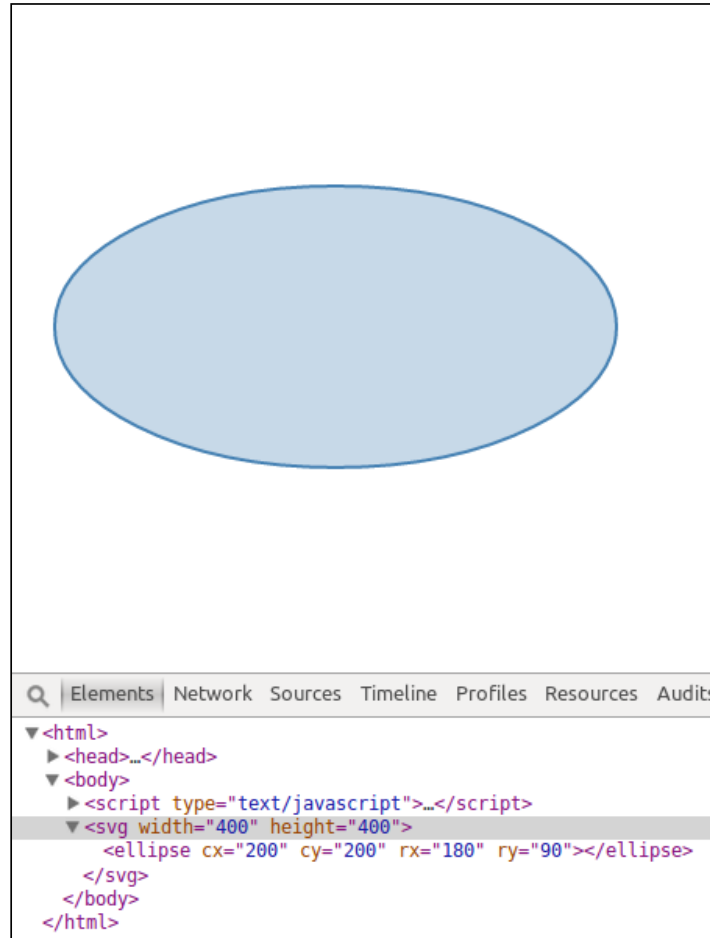 Elements Network Sources Timeline Profiles Resources Audits
▼<html>
▶<head>…</head>
▼<body>
▶<script type="text/javascript">…</script>
▼<svg width="400" height="400">
<ellipse cx="200" cy="200" rx="180" ry="90"></ellipse>
</svg>
</body>
</html>